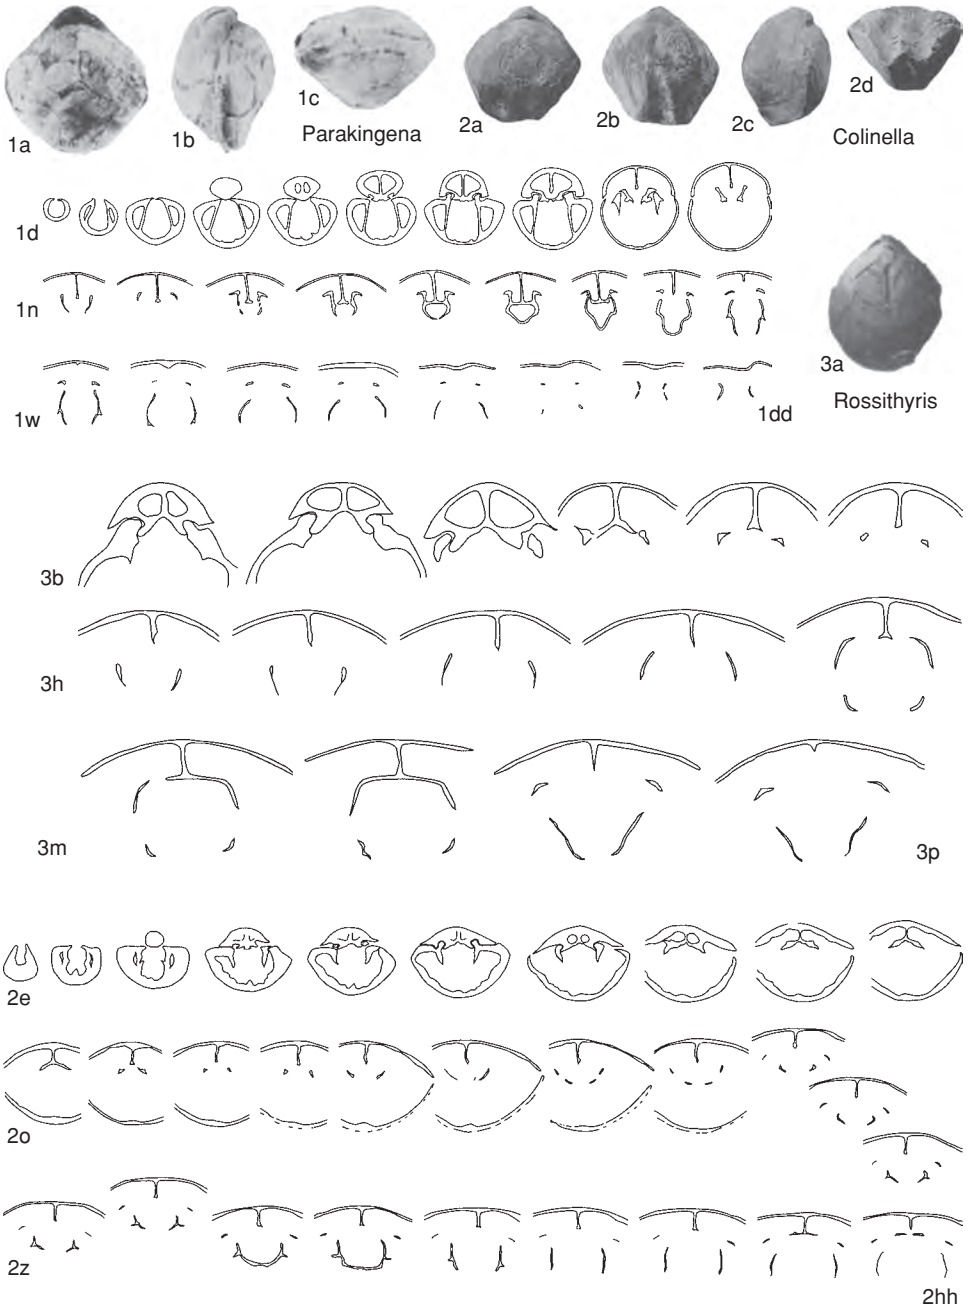 1a
1b
1c
Parakingena
2a
2b
2c
2d
Colinella
1d
1n
3a
Rossithyris
1w
1dd
3b
3h
3m
3p
2e
2o
2z
2hh